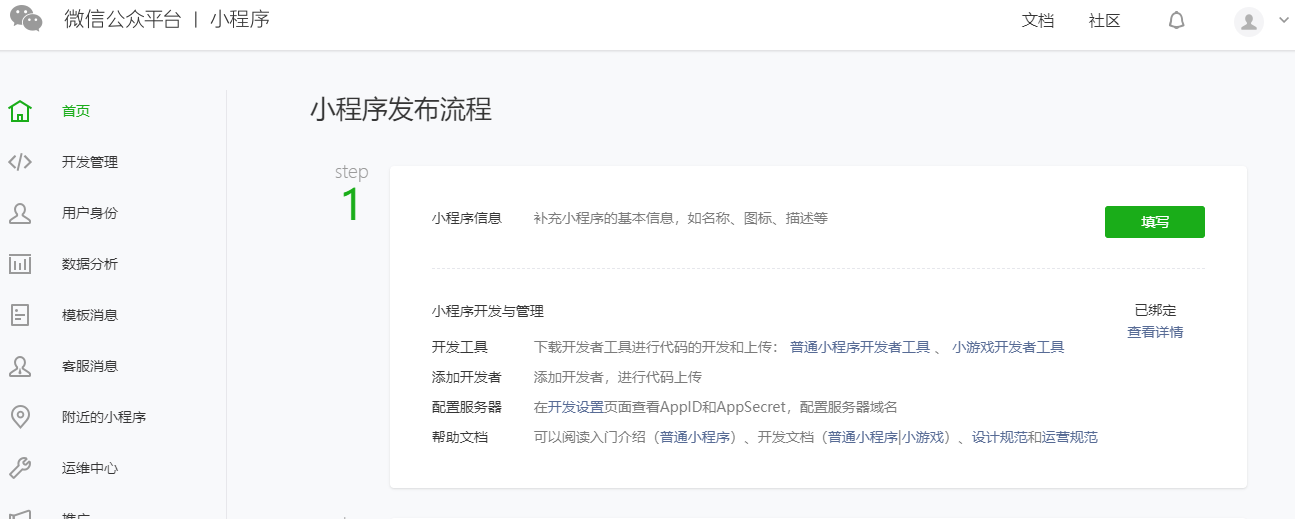 微信公众平台 | 小程序
文档 社区
首页
开发管理
用户身份
数据分析
模板消息
客服消息
附近的小程序
运维中心
推广
小程序发布流程
step
1
小程序信息 补充小程序的基本信息，如名称、图标、描述等 填写
小程序开发与管理 已绑定
查看详情
开发工具 下载开发者工具进行代码的开发和上传： 普通小程序开发者工具 、 小游戏开发者工具
添加开发者 添加开发者，进行代码上传
配置服务器 在开发设置页面查看AppID和AppSecret，配置服务器域名
帮助文档 可以阅读入门介绍（普通小程序）、开发文档（普通小程序|小游戏）、设计规范和运营规范